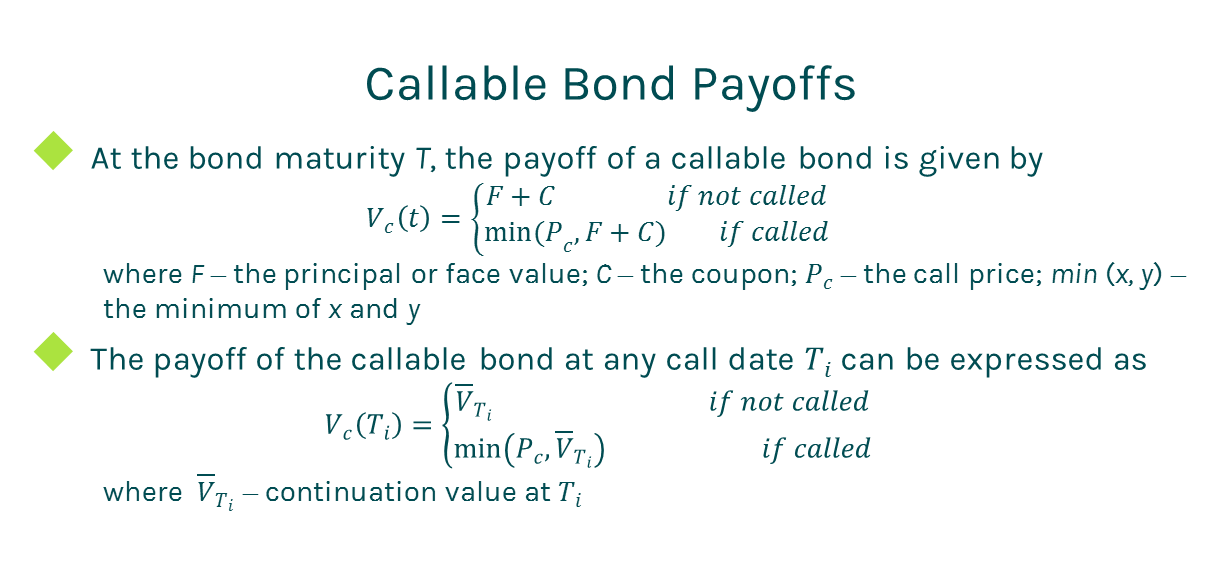 Callable Bond Payoffs
At the bond maturity T, the payoff of a callable bond is given by
V_c(t) = { F + C if not called
min(P_c, F + C) if called
where F – the principal or face value; C – the coupon; P_c – the call price; min (x, y) –
the minimum of x and y
The payoff of the callable bond at any call date T_i can be expressed as
V_c(T_i) = { V̅_{T_i} if not called
min(P_c, V̅_{T_i}) if called
where V̅_{T_i} – continuation value at T_i